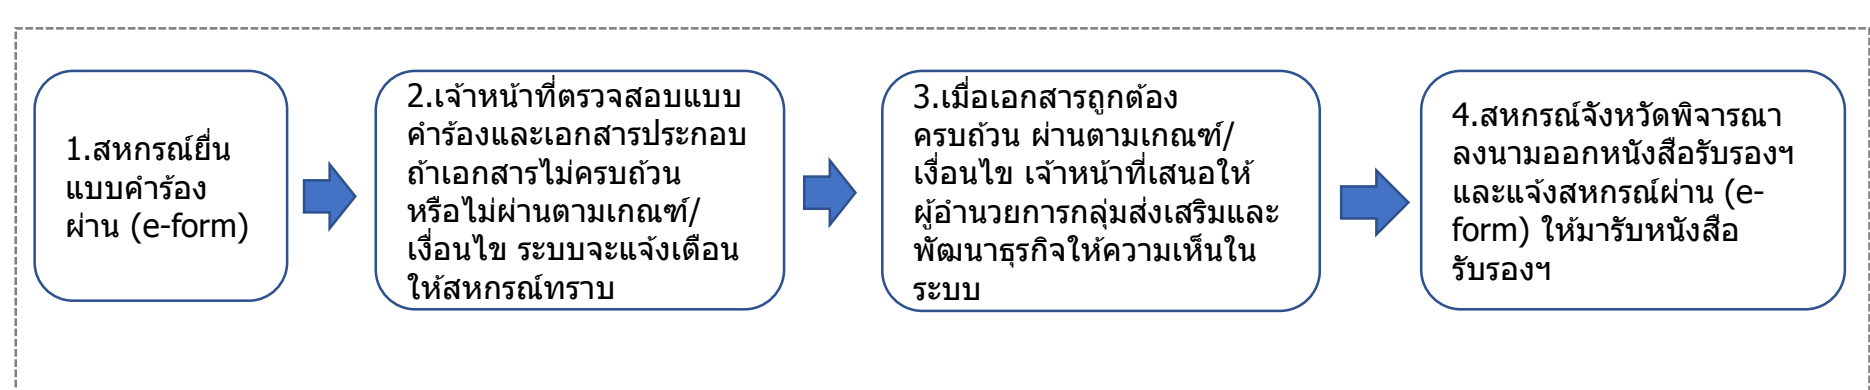 1.สหกรณ์ยื่น
แบบคำร้อง
ผ่าน (e-form)
2.เจ้าหน้าที่ตรวจสอบแบบ
คำร้องและเอกสารประกอบ
ถ้าเอกสารไม่ครบถ้วน
หรือไม่ผ่านตามเกณฑ์/
เงื่อนไข ระบบจะแจ้งเตือน
ให้สหกรณ์ทราบ
3.เมื่อเอกสารถูกต้อง
ครบถ้วน ผ่านตามเกณฑ์/
เงื่อนไข เจ้าหน้าที่เสนอให้
ผู้อำนวยการกลุ่มส่งเสริมและ
พัฒนาธุรกิจให้ความเห็นใน
ระบบ
4.สหกรณ์จังหวัดพิจารณา
ลงนามออกหนังสือรับรองฯ
และแจ้งสหกรณ์ผ่าน (e-
form) ให้มารับหนังสือ
รับรองฯ